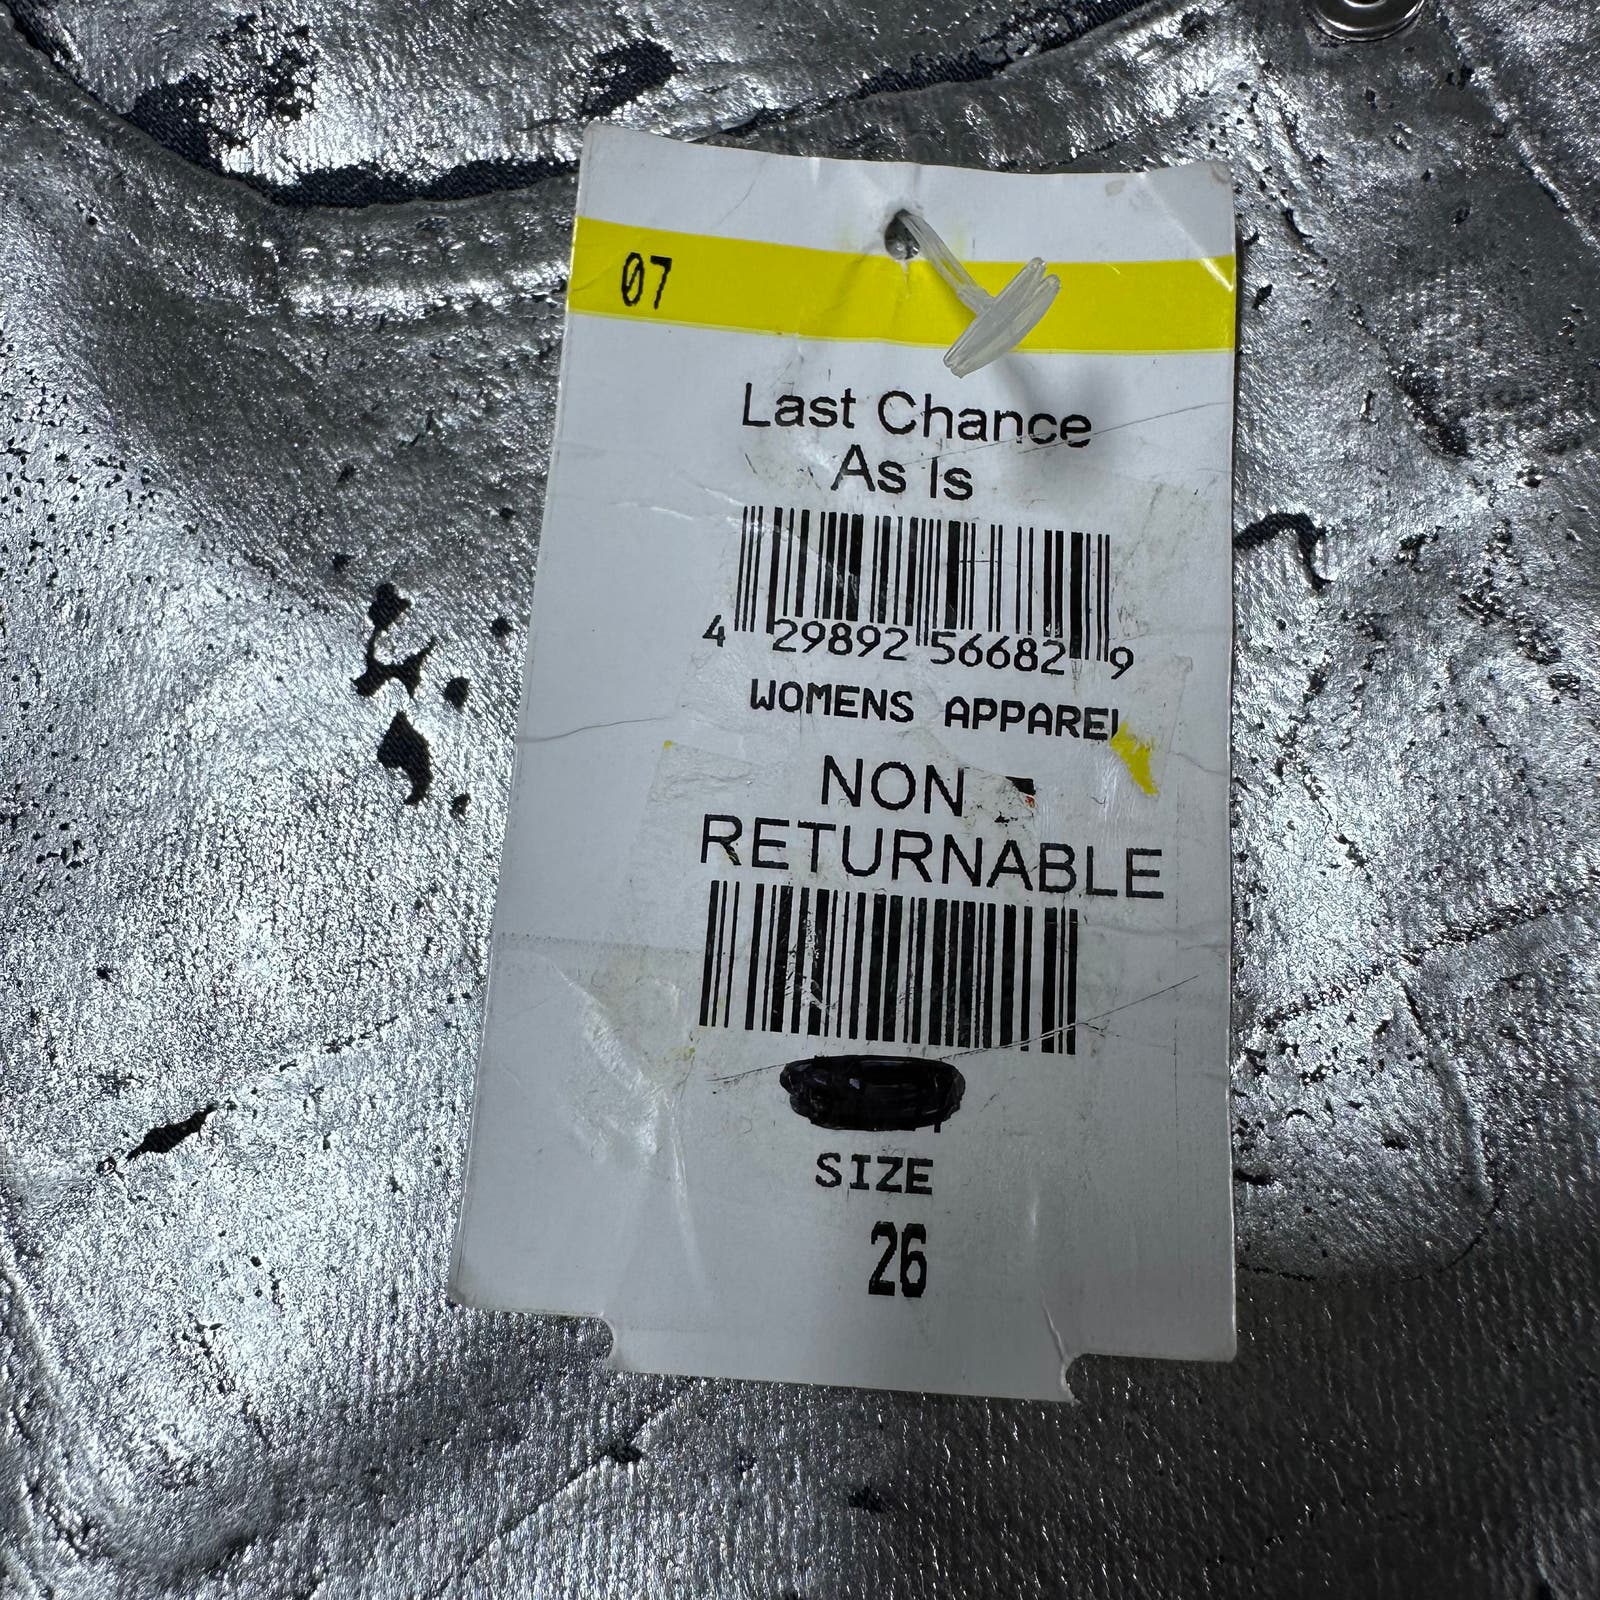 07
Last Chance
As Is
4 29892 56682 9
WOMENS APPAREL
NON -
RETURNABLE
SIZE
26